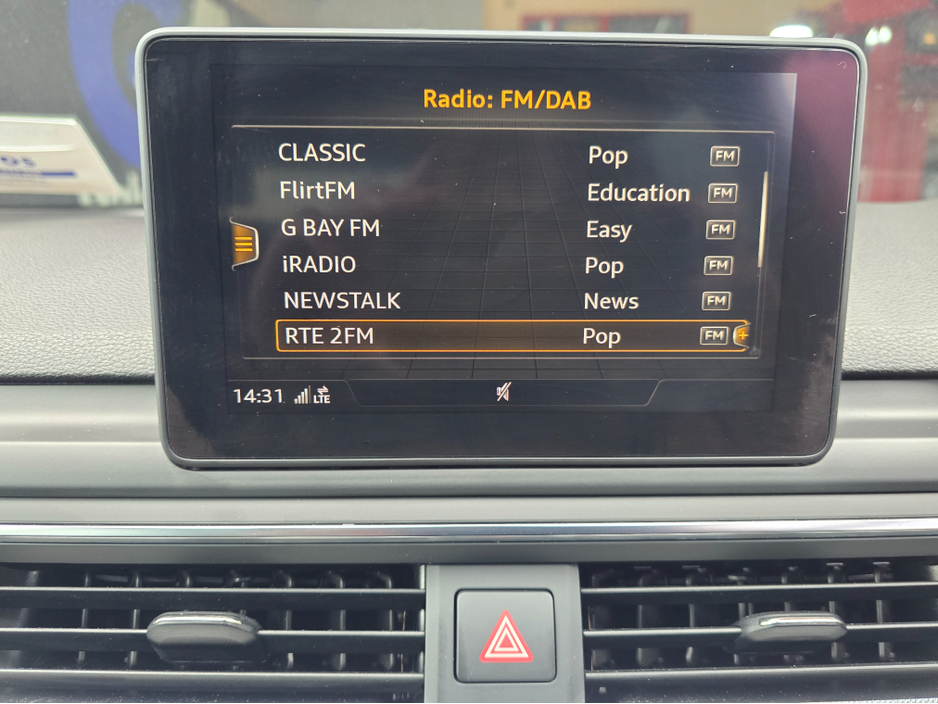 Radio: FM/DAB
CLASSIC Pop FM
FlirtFM Education FM
G BAY FM Easy FM
iRADIO Pop FM
NEWSTALK News FM
RTE 2FM Pop FM +
14:31 LTE